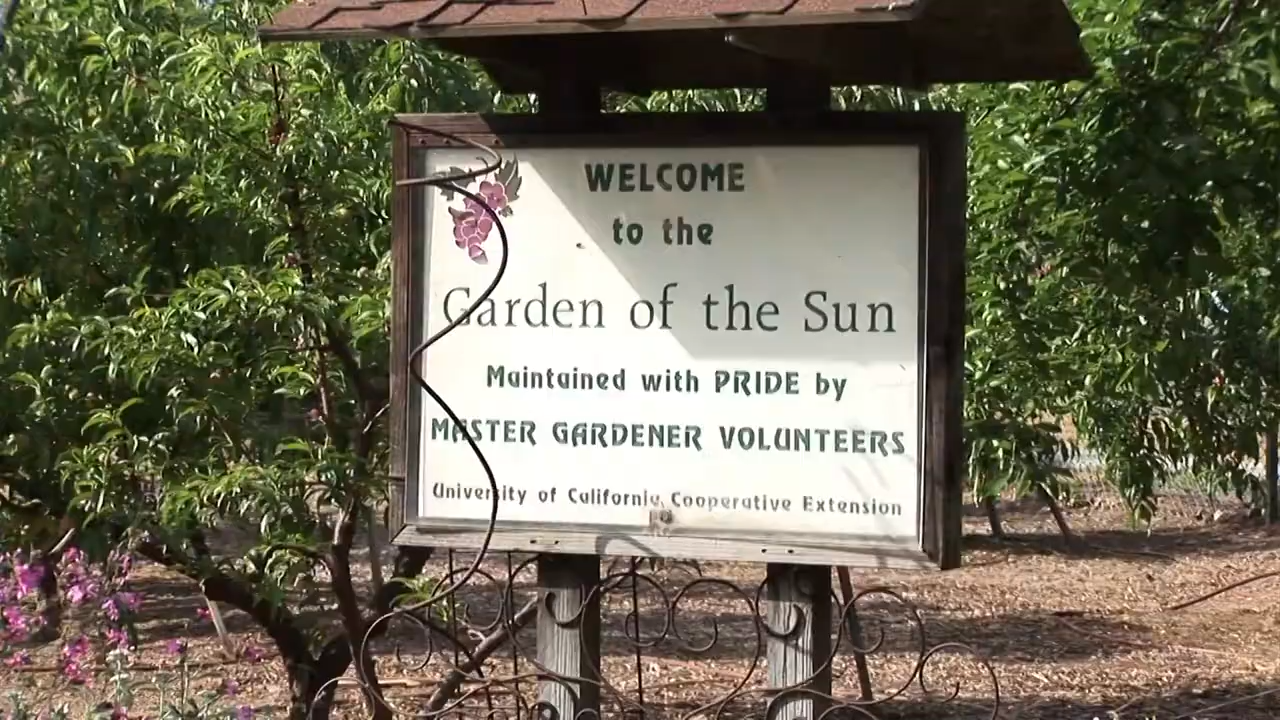 WELCOME
to the
Garden of the Sun
Maintained with PRIDE by
MASTER GARDENER VOLUNTEERS
University of California, Cooperative Extension